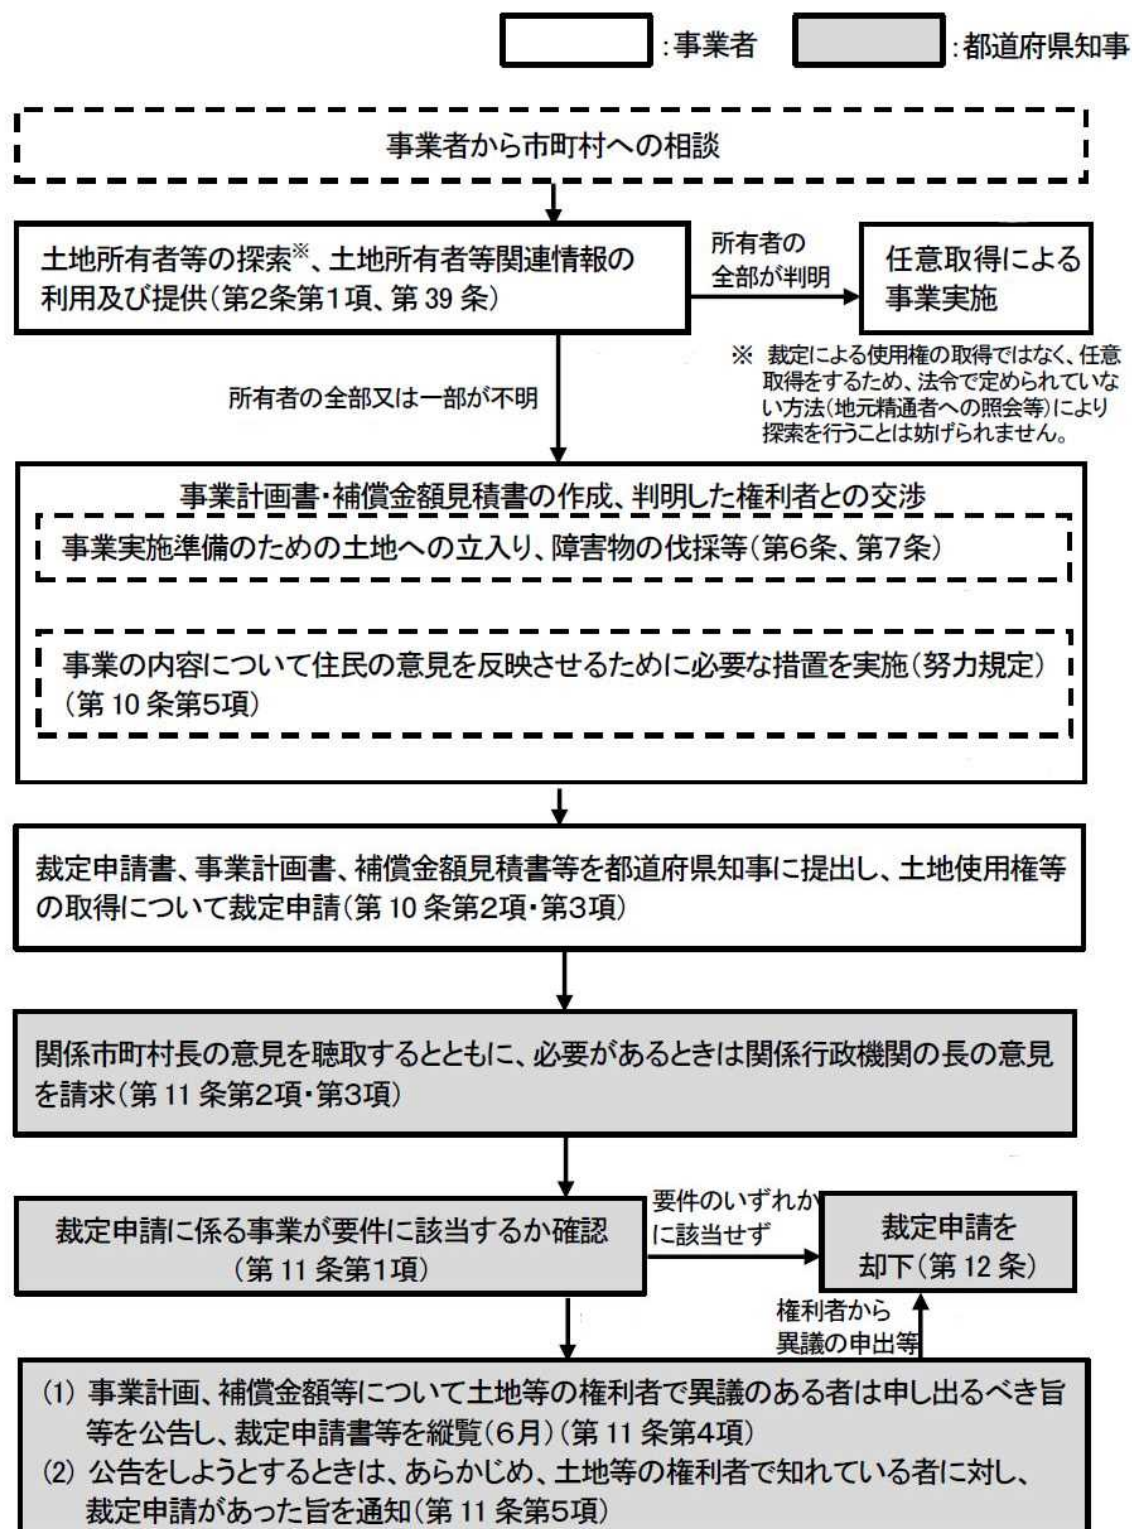 :事業者
:都道府県知事
事業者から市町村への相談
土地所有者等の探索※、土地所有者等関連情報の
利用及び提供(第2条第1項、第 39 条)
所有者の
全部が判明
任意取得による
事業実施
※ 裁定による使用権の取得ではなく、任意
取得をするため、法令で定められていな
い方法(地元精通者への照会等)により
探索を行うことは妨げられません。
所有者の全部又は一部が不明
事業計画書・補償金額見積書の作成、判明した権利者との交渉
事業実施準備のための土地への立入り、障害物の伐採等(第6条、第7条)
事業の内容について住民の意見を反映させるために必要な措置を実施(努力規定)
(第 10 条第5項)
裁定申請書、事業計画書、補償金額見積書等を都道府県知事に提出し、土地使用権等
の取得について裁定申請(第 10 条第2項・第3項)
関係市町村長の意見を聴取するとともに、必要があるときは関係行政機関の長の意見
を請求(第 11 条第2項・第3項)
裁定申請に係る事業が要件に該当するか確認
(第 11 条第1項)
要件のいずれか
に該当せず
裁定申請を
却下(第 12 条)
権利者から
異議の申出等
(1) 事業計画、補償金額等について土地等の権利者で異議のある者は申し出るべき旨
等を公告し、裁定申請書等を縦覧(6月)(第 11 条第4項)
(2) 公告をしようとするときは、あらかじめ、土地等の権利者で知れている者に対し、
裁定申請があった旨を通知(第 11 条第5項)